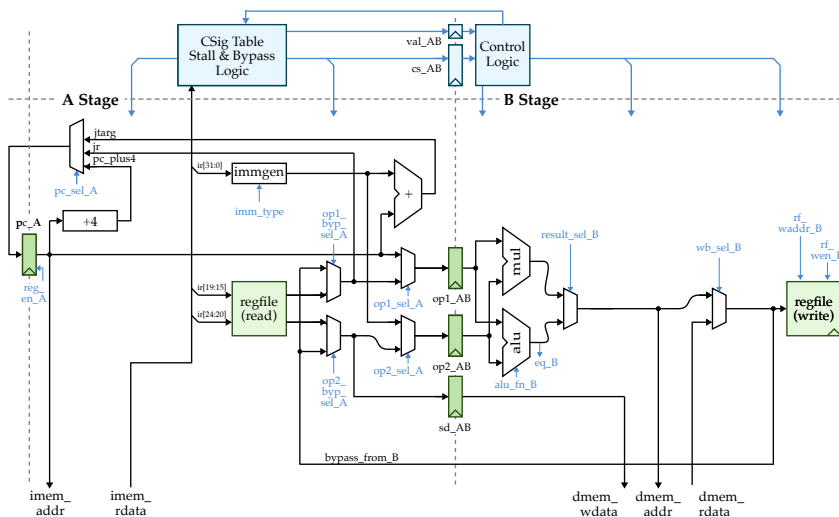 CSig Table
Stall & Bypass
Logic
val_AB
cs_AB
Control
Logic
A Stage
B Stage
jtarg
jr
pc_plus4
pc_sel_A
ir[31:0]
immgen
imm_type
+
pc_A
+4
reg_
en_A
op1_
byp_
sel_A
ir[19:15]
ir[24:20]
regfile
(read)
op1_sel_A
op1_AB
op2_
byp_
sel_A
op2_sel_A
op2_AB
sd_AB
mul
alu
alu_fn_B
eq_B
result_sel_B
wb_sel_B
rf_
waddr_B
rf_
wen_B
regfile
(write)
bypass_from_B
imem_
addr
imem_
rdata
dmem_
wdata
dmem_
addr
dmem_
rdata